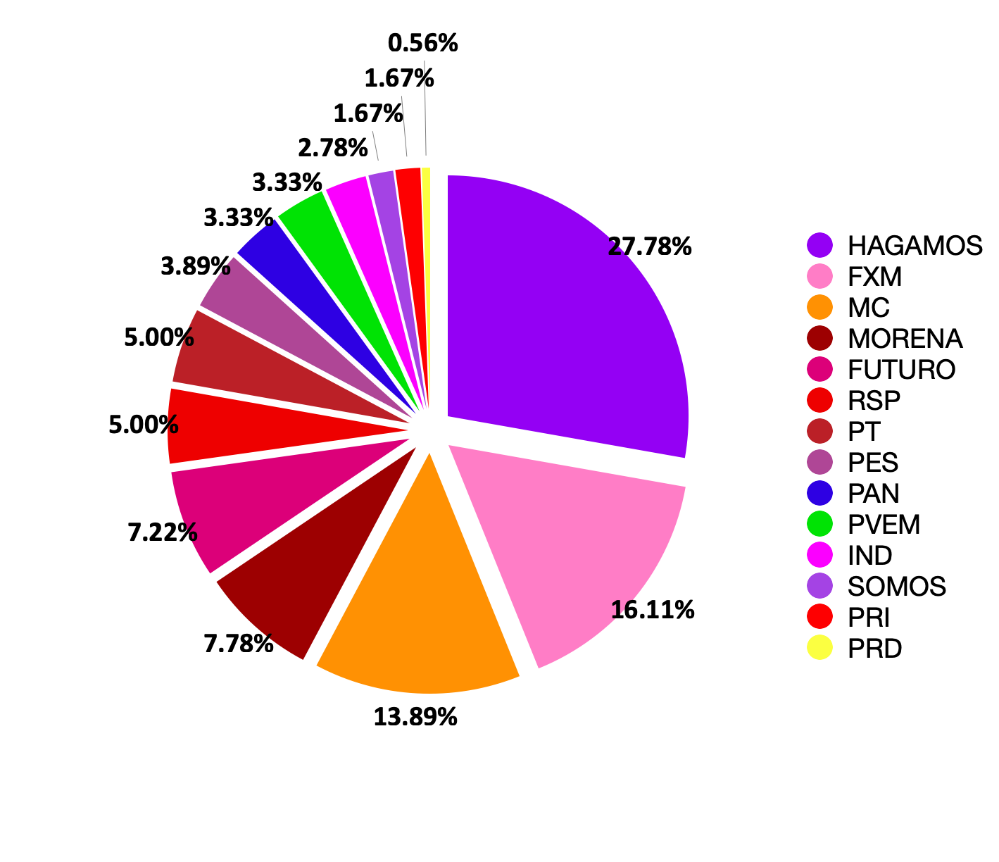 0.56%
1.67%
1.67%
2.78%
3.33%
3.33%
3.89%
5.00%
5.00%
7.22%
7.78%
13.89%
16.11%
27.78%
HAGAMOS
FXM
MC
MORENA
FUTURO
RSP
PT
PES
PAN
PVEM
IND
SOMOS
PRI
PRD